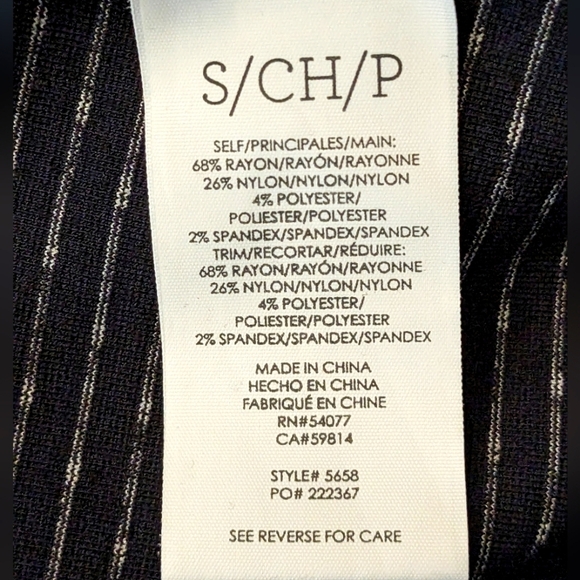 S/CH/P
SELF/PRINCIPALES/MAIN:
68% RAYON/RAYÓN/RAYONNE
26% NYLON/NYLON/NYLON
4% POLYESTER/
POLIESTER/POLYESTER
2% SPANDEX/SPANDEX/SPANDEX
TRIM/RECORTAR/RÉDUIRE:
68% RAYON/RAYÓN/RAYONNE
26% NYLON/NYLON/NYLON
4% POLYESTER/
POLIESTER/POLYESTER
2% SPANDEX/SPANDEX/SPANDEX
MADE IN CHINA
HECHO EN CHINA
FABRIQUÉ EN CHINE
RN#54077
CA#59814
STYLE# 5658
PO# 222367
SEE REVERSE FOR CARE